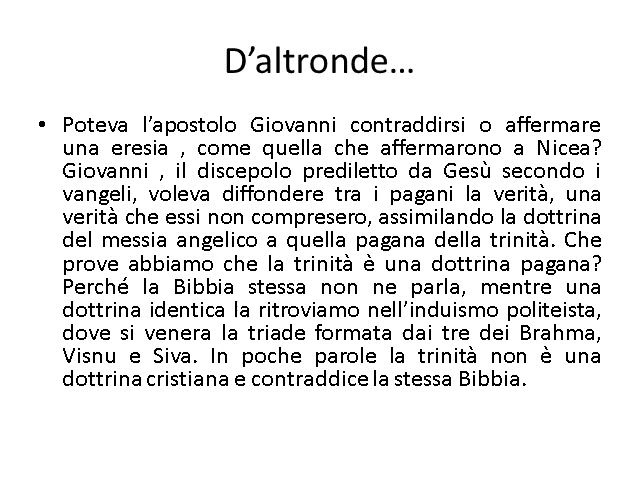 D’altronde…
• Poteva l’apostolo Giovanni contraddirsi o affermare
una eresia , come quella che affermarono a Nicea?
Giovanni , il discepolo prediletto da Gesù secondo i
vangeli, voleva diffondere tra i pagani la verità, una
verità che essi non compresero, assimilando la dottrina
del messia angelico a quella pagana della trinità. Che
prove abbiamo che la trinità è una dottrina pagana?
Perché la Bibbia stessa non ne parla, mentre una
dottrina identica la ritroviamo nell’induismo politeista,
dove si venera la triade formata dai tre dei Brahma,
Visnu e Siva. In poche parole la trinità non è una
dottrina cristiana e contraddice la stessa Bibbia.